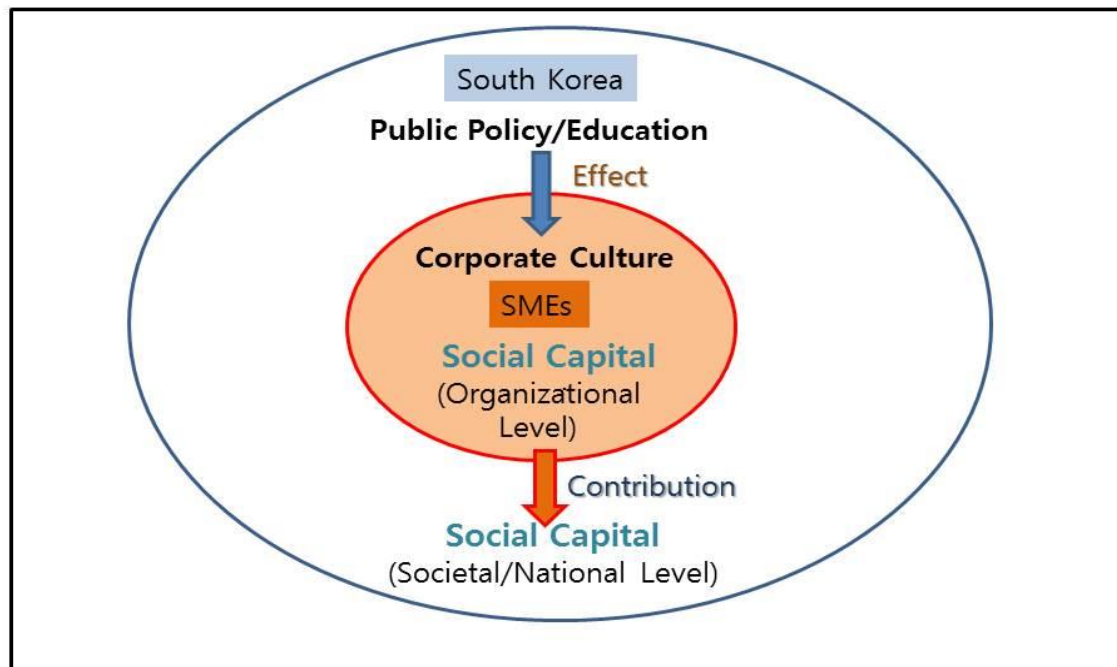 South Korea
Public Policy/Education
Effect
Corporate Culture
SMEs
Social Capital
(Organizational
Level)
Contribution
Social Capital
(Societal/National Level)